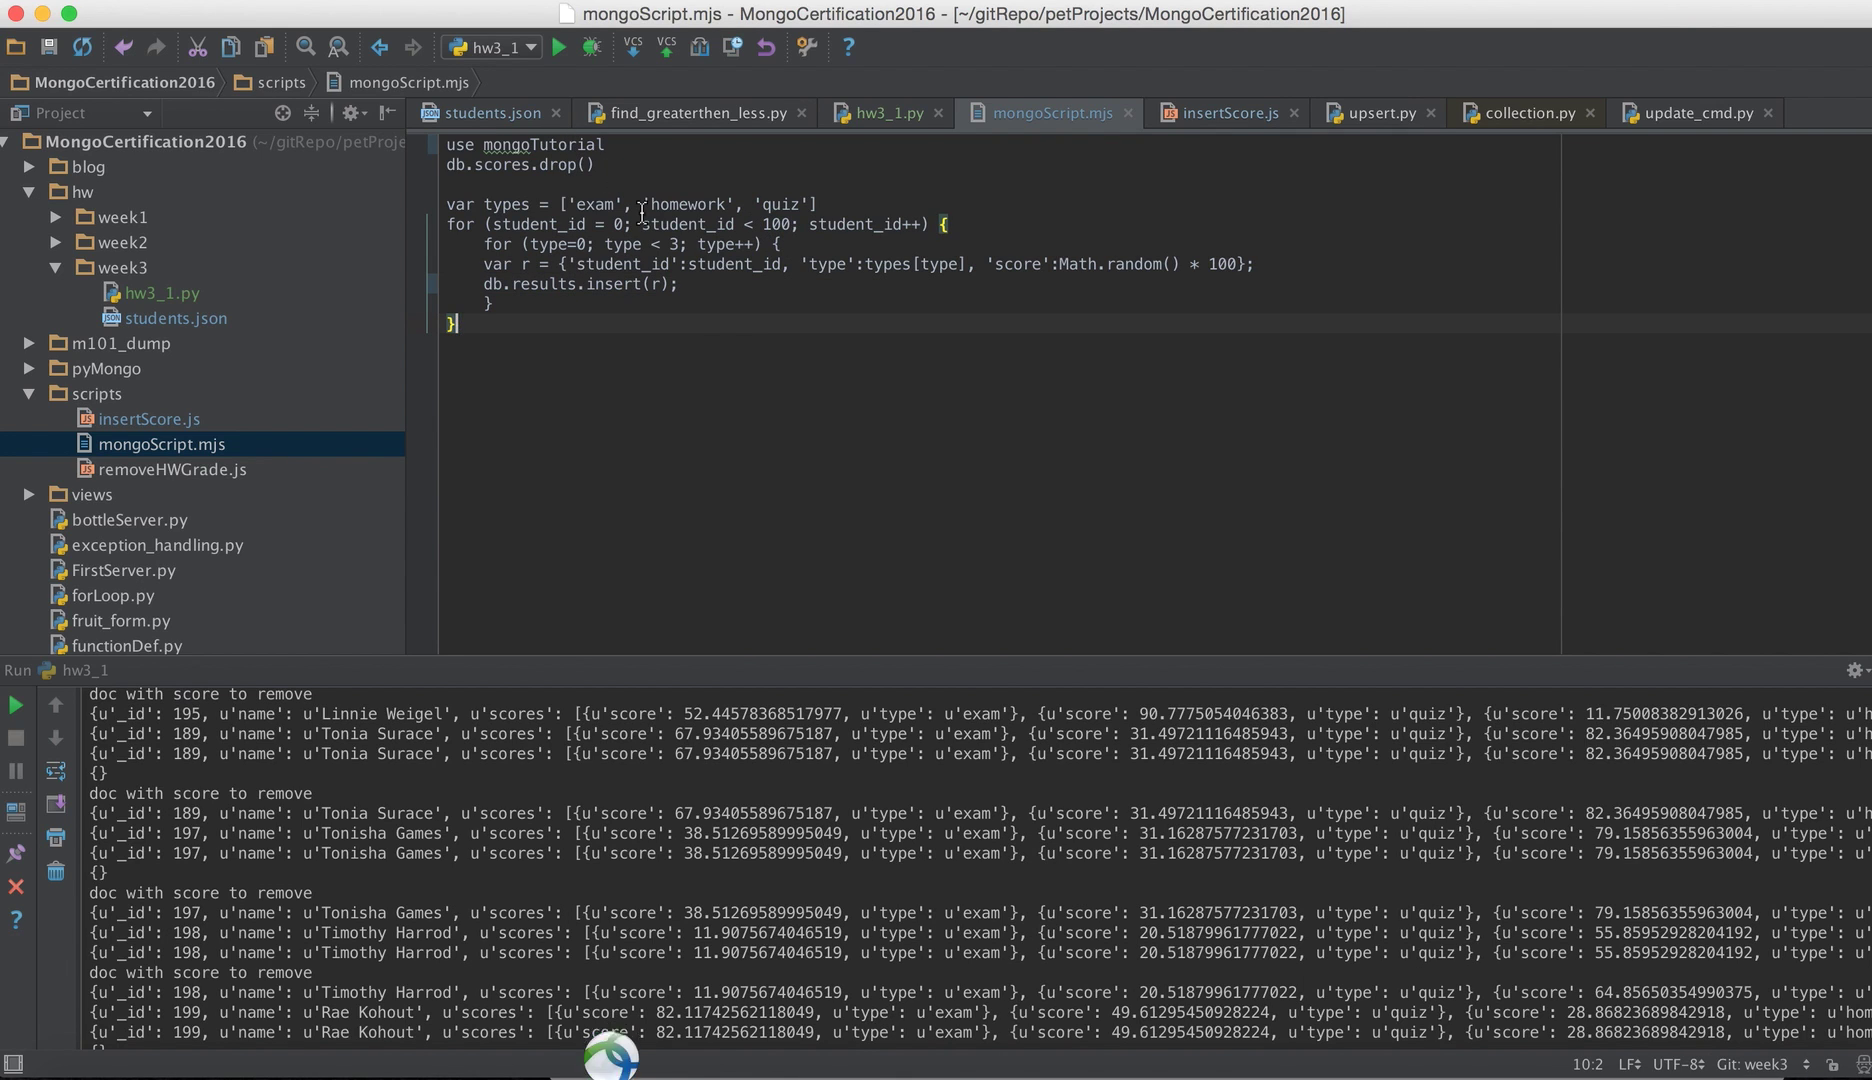 mongoScript.mjs - MongoCertification2016 - [~/gitRepo/petProjects/MongoCertification2016]
hw3_1
VCS VCS
?
MongoCertification2016 scripts mongoScript.mjs
Project
students.json find_greaterthen_less.py hw3_1.py mongoScript.mjs insertScore.js upsert.py collection.py update_cmd.py
MongoCertification2016 (~/gitRepo/petProje
blog
hw
week1
week2
week3
hw3_1.py
students.json
m101_dump
pyMongo
scripts
insertScore.js
mongoScript.mjs
removeHWGrade.js
views
bottleServer.py
exception_handling.py
FirstServer.py
forLoop.py
fruit_form.py
functionDef.py
use mongoTutorial
db.scores.drop()
var types = ['exam', 'homework', 'quiz']
for (student_id = 0; student_id < 100; student_id++) {
for (type=0; type < 3; type++) {
var r = {'student_id':student_id, 'type':types[type], 'score':Math.random() * 100};
db.results.insert(r);
}
}
Run hw3_1
doc with score to remove
{u'_id': 195, u'name': u'Linnie Weigel', u'scores': [{u'score': 52.44578368517977, u'type': u'exam'}, {u'score': 90.7775054046383, u'type': u'quiz'}, {u'score': 11.75008382913026, u'type': u'h
{u'_id': 189, u'name': u'Tonia Surace', u'scores': [{u'score': 67.93405589675187, u'type': u'exam'}, {u'score': 31.49721116485943, u'type': u'quiz'}, {u'score': 82.36495908047985, u'type': u'ho
{u'_id': 189, u'name': u'Tonia Surace', u'scores': [{u'score': 67.93405589675187, u'type': u'exam'}, {u'score': 31.49721116485943, u'type': u'quiz'}, {u'score': 82.36495908047985, u'type': u'ho
{}
doc with score to remove
{u'_id': 189, u'name': u'Tonia Surace', u'scores': [{u'score': 67.93405589675187, u'type': u'exam'}, {u'score': 31.49721116485943, u'type': u'quiz'}, {u'score': 82.36495908047985, u'type': u'ho
{u'_id': 197, u'name': u'Tonisha Games', u'scores': [{u'score': 38.51269589995049, u'type': u'exam'}, {u'score': 31.16287577231703, u'type': u'quiz'}, {u'score': 79.15856355963004, u'type': u'
{u'_id': 197, u'name': u'Tonisha Games', u'scores': [{u'score': 38.51269589995049, u'type': u'exam'}, {u'score': 31.16287577231703, u'type': u'quiz'}, {u'score': 79.15856355963004, u'type': u'
{}
doc with score to remove
{u'_id': 197, u'name': u'Tonisha Games', u'scores': [{u'score': 38.51269589995049, u'type': u'exam'}, {u'score': 31.16287577231703, u'type': u'quiz'}, {u'score': 79.15856355963004, u'type': u'
{u'_id': 198, u'name': u'Timothy Harrod', u'scores': [{u'score': 11.9075674046519, u'type': u'exam'}, {u'score': 20.51879961777022, u'type': u'quiz'}, {u'score': 55.85952928204192, u'type': u'
{u'_id': 198, u'name': u'Timothy Harrod', u'scores': [{u'score': 11.9075674046519, u'type': u'exam'}, {u'score': 20.51879961777022, u'type': u'quiz'}, {u'score': 55.85952928204192, u'type': u'
doc with score to remove
{u'_id': 198, u'name': u'Timothy Harrod', u'scores': [{u'score': 11.9075674046519, u'type': u'exam'}, {u'score': 20.51879961777022, u'type': u'quiz'}, {u'score': 64.85650354990375, u'type': u'
{u'_id': 199, u'name': u'Rae Kohout', u'scores': [{u'score': 82.11742562118049, u'type': u'exam'}, {u'score': 49.61295450928224, u'type': u'quiz'}, {u'score': 28.86823689842918, u'type': u'hom
{u'_id': 199, u'name': u'Rae Kohout', u'scores': [{u'score': 82.11742562118049, u'type': u'exam'}, {u'score': 49.61295450928224, u'type': u'quiz'}, {u'score': 28.86823689842918, u'type': u'hom
?
10:2 LF UTF-8 Git: week3